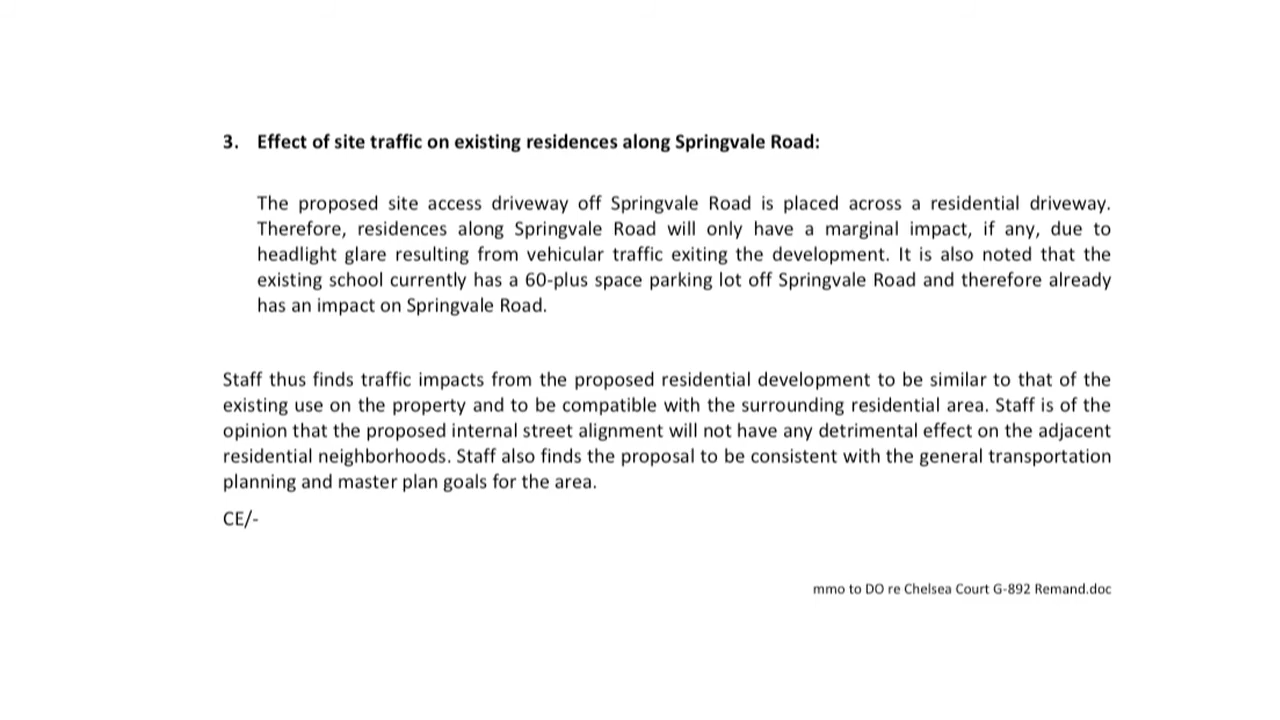 3. Effect of site traffic on existing residences along Springvale Road:
The proposed site access driveway off Springvale Road is placed across a residential driveway.
Therefore, residences along Springvale Road will only have a marginal impact, if any, due to
headlight glare resulting from vehicular traffic exiting the development. It is also noted that the
existing school currently has a 60-plus space parking lot off Springvale Road and therefore already
has an impact on Springvale Road.
Staff thus finds traffic impacts from the proposed residential development to be similar to that of the
existing use on the property and to be compatible with the surrounding residential area. Staff is of the
opinion that the proposed internal street alignment will not have any detrimental effect on the adjacent
residential neighborhoods. Staff also finds the proposal to be consistent with the general transportation
planning and master plan goals for the area.
CE/-
mmo to DO re Chelsea Court G-892 Remand.doc